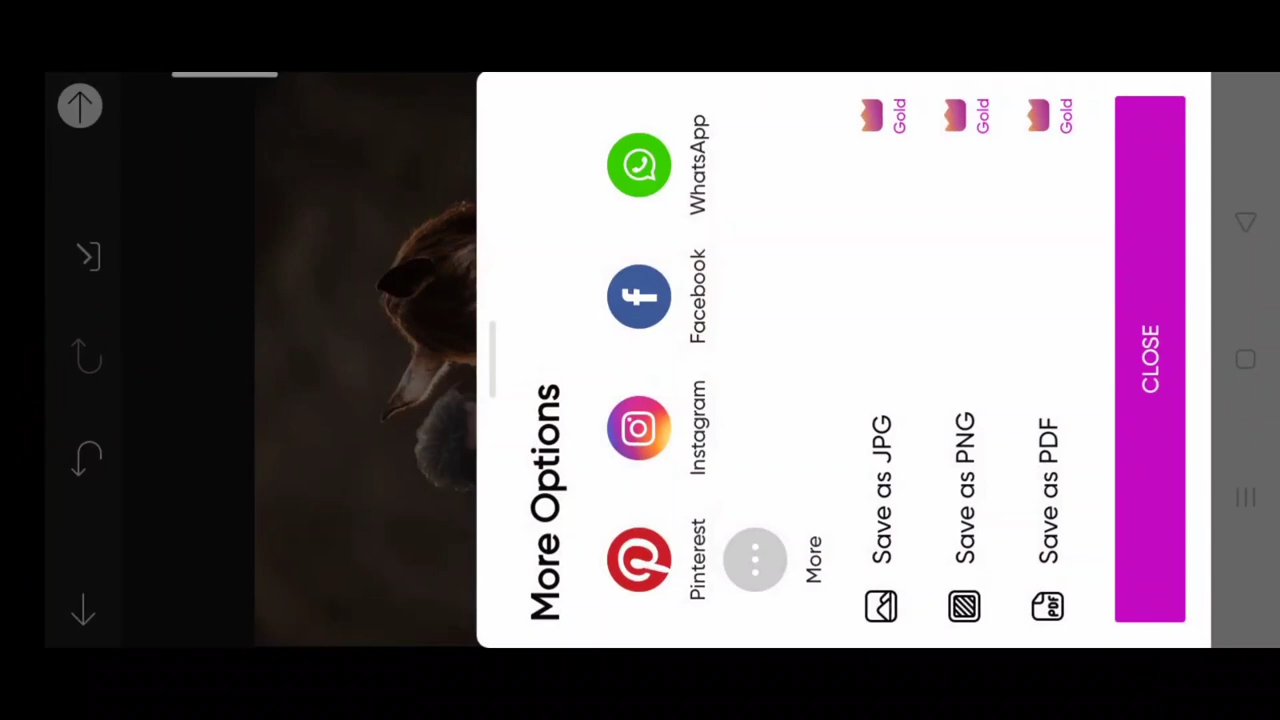 More Options
Pinterest
Instagram
Facebook
WhatsApp
More
Save as JPG
Gold
Save as PNG
Gold
PDF
Save as PDF
Gold
CLOSE